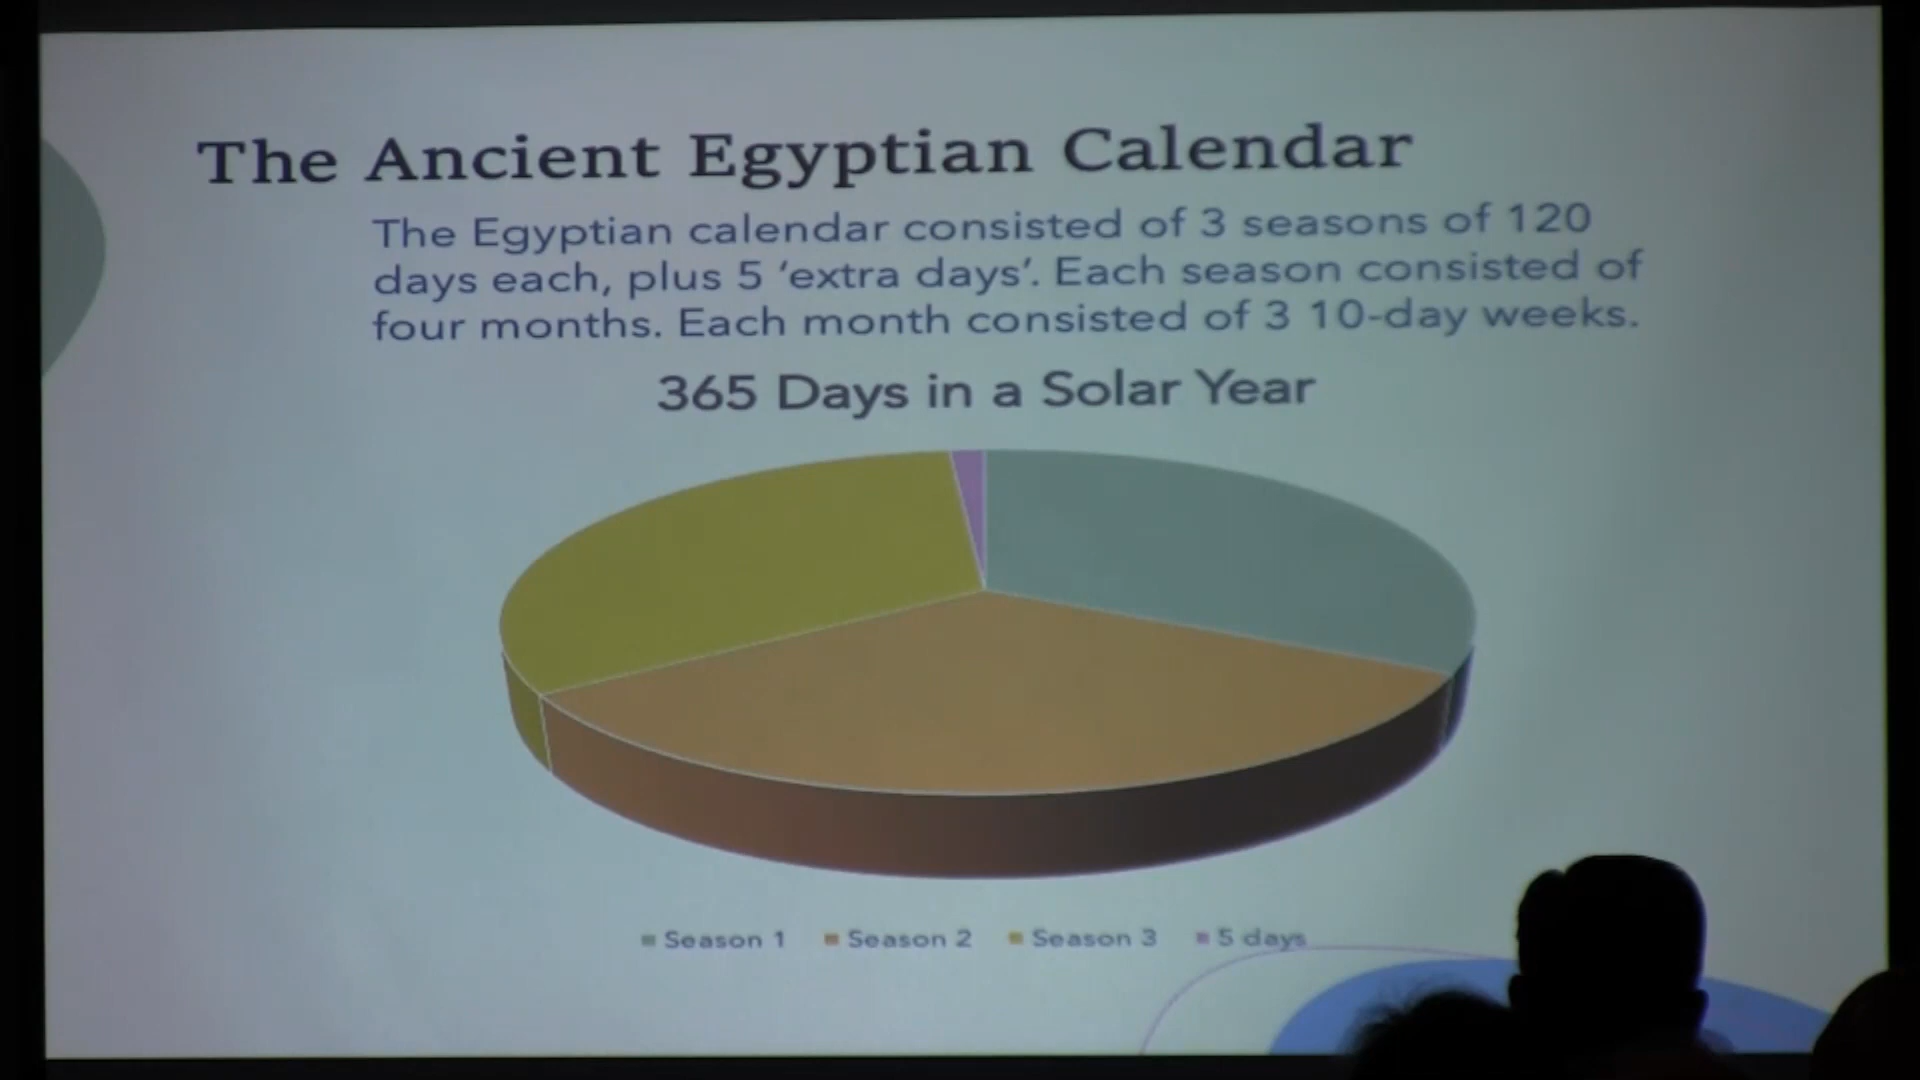 The Ancient Egyptian Calendar
The Egyptian calendar consisted of 3 seasons of 120
days each, plus 5 ‘extra days’. Each season consisted of
four months. Each month consisted of 3 10-day weeks.
365 Days in a Solar Year
Season 1 Season 2 Season 3 5 days